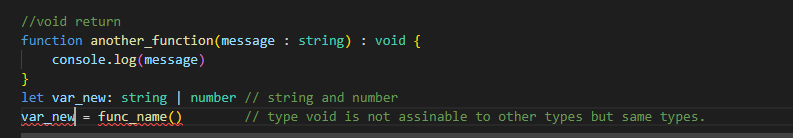 //void return
function another_function(message : string) : void {
    console.log(message)
}
let var_new: string | number // string and number
var_new = func_name()        // type void is not assinable to other types but same types.